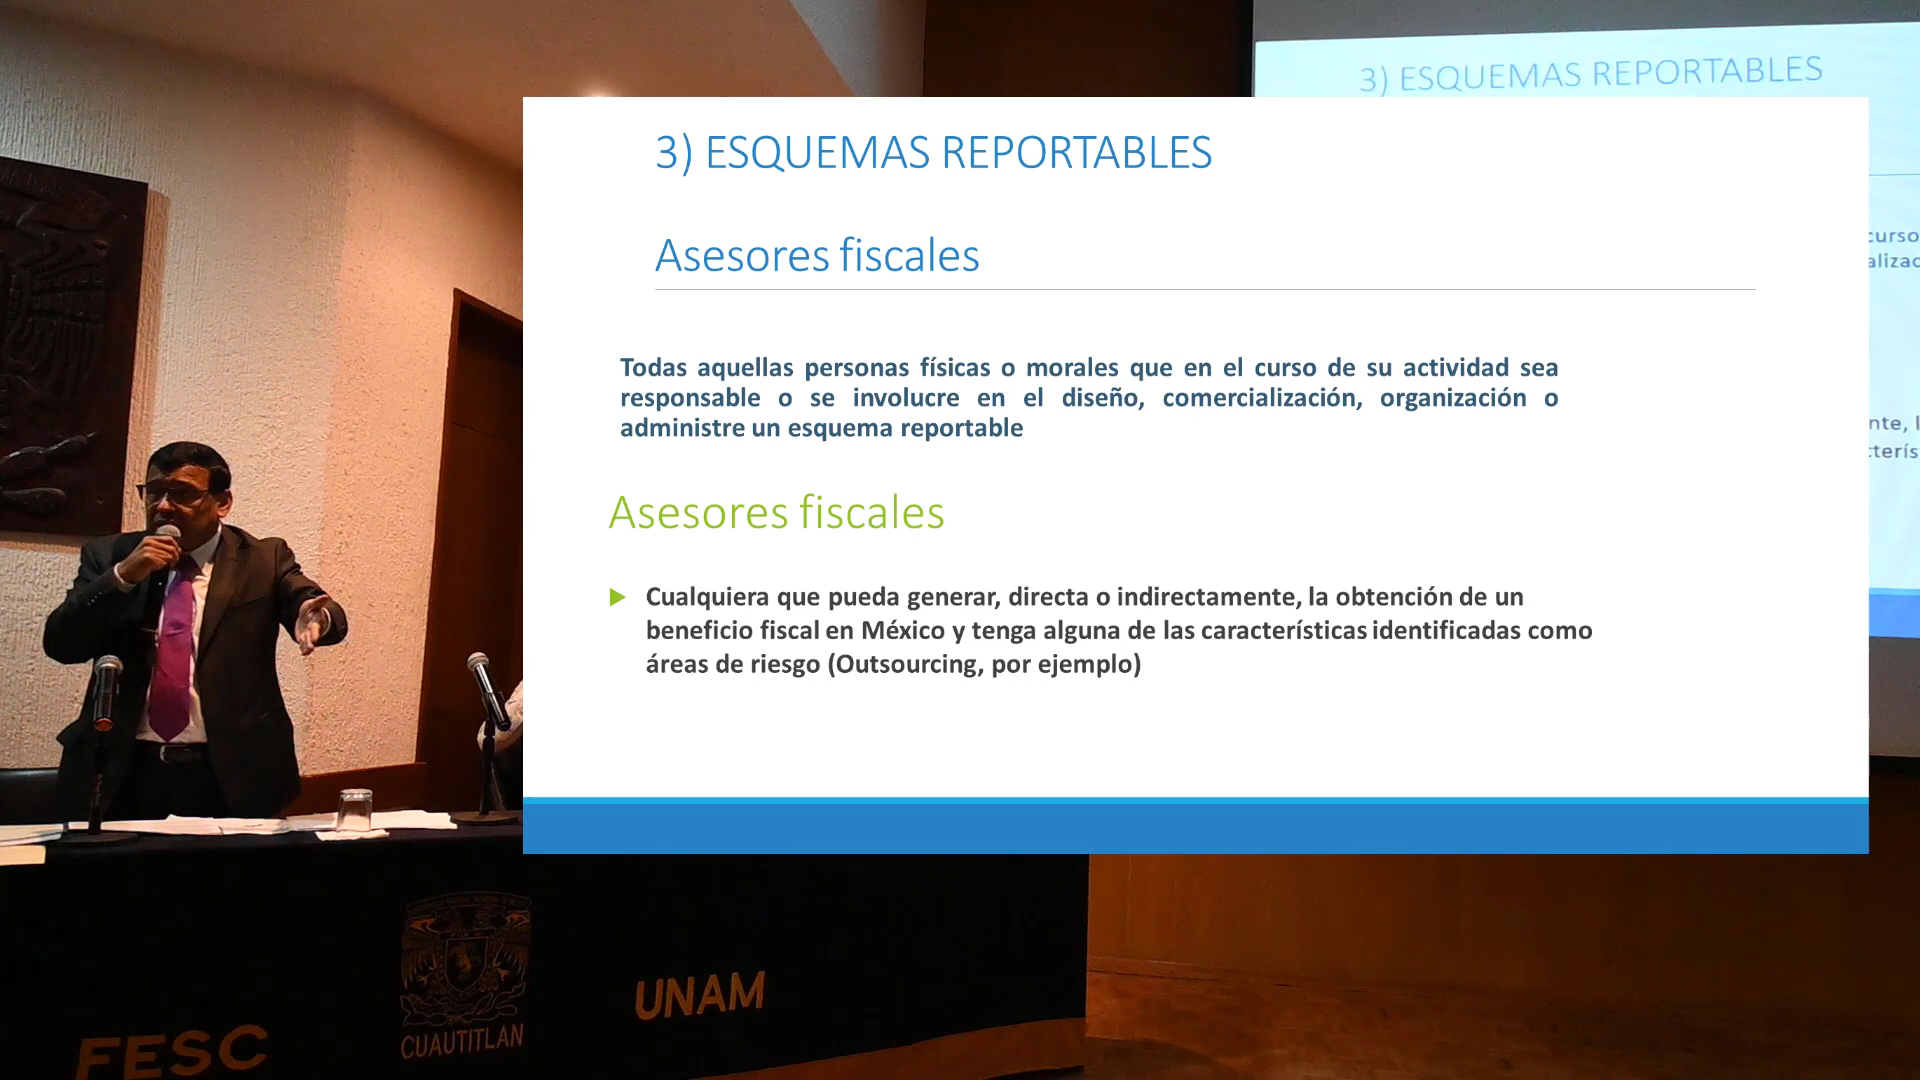 3) ESQUEMAS REPORTABLES
3) ESQUEMAS REPORTABLES
Asesores fiscales
Todas aquellas personas físicas o morales que en el curso de su actividad sea
responsable o se involucre en el diseño, comercialización, organización o
administre un esquema reportable
Asesores fiscales
Cualquiera que pueda generar, directa o indirectamente, la obtención de un
beneficio fiscal en México y tenga alguna de las características identificadas como
áreas de riesgo (Outsourcing, por ejemplo)
curso
FESC
CUAUTITLAN
UNAM